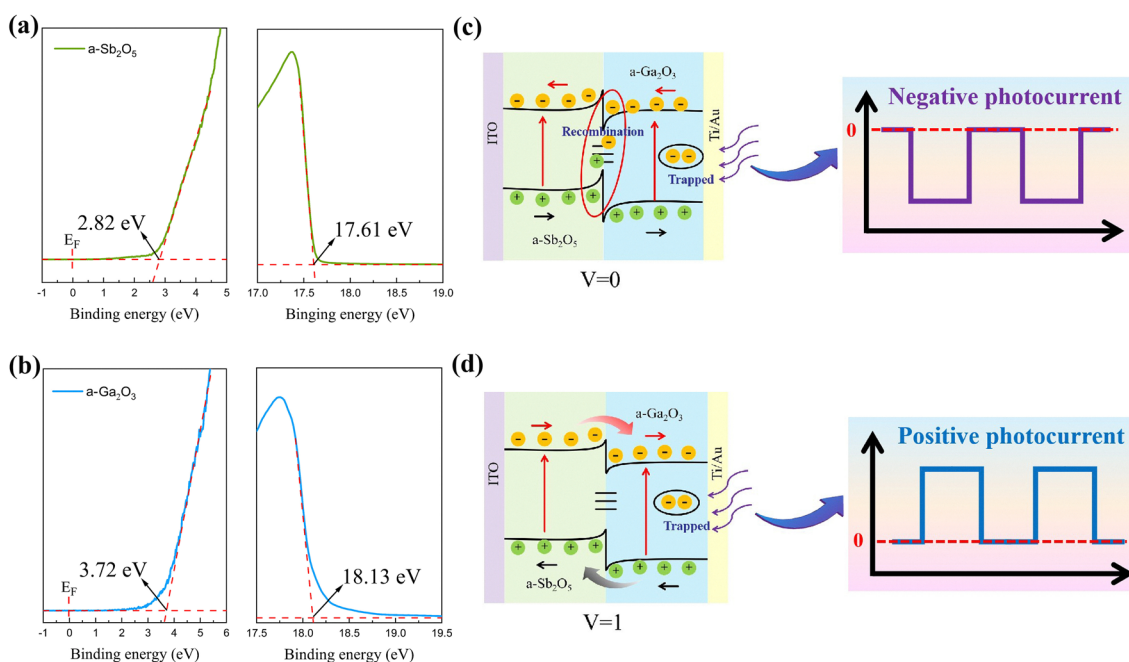 (a)
a-Sb₂O₅
2.82 eV
E_F
-1 0 1 2 3 4 5
Binding energy (eV)
17.61 eV
17.0 17.5 18.0 18.5 19.0
Binging energy (eV)
(b)
a-Ga₂O₃
3.72 eV
E_F
-1 0 1 2 3 4 5 6
Binding energy (eV)
18.13 eV
17.5 18.0 18.5 19.0 19.5
Binding energy (eV)
(c)
ITO
a-Ga₂O₃
Recombination
Trapped
Ti/Au
a-Sb₂O₅
V=0
Negative photocurrent
0
(d)
ITO
a-Ga₂O₃
Trapped
Ti/Au
a-Sb₂O₅
V=1
Positive photocurrent
0